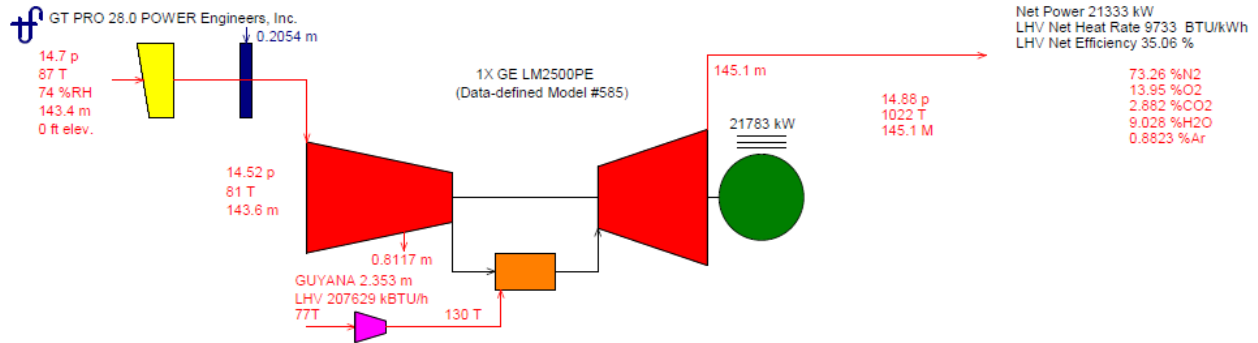 GT PRO 28.0 POWER Engineers, Inc.
0.2054 m
14.7 p
87 T
74 %RH
143.4 m
0 ft elev.
1X GE LM2500PE
(Data-defined Model #585)
Net Power 21333 kW
LHV Net Heat Rate 9733 BTU/kWh
LHV Net Efficiency 35.06 %
145.1 m
73.26 %N2
13.95 %O2
2.882 %CO2
9.028 %H2O
0.8823 %Ar
14.88 p
1022 T
145.1 M
21783 kW
14.52 p
81 T
143.6 m
0.8117 m
GUYANA 2.353 m
LHV 207629 kBTU/h
77T
130 T